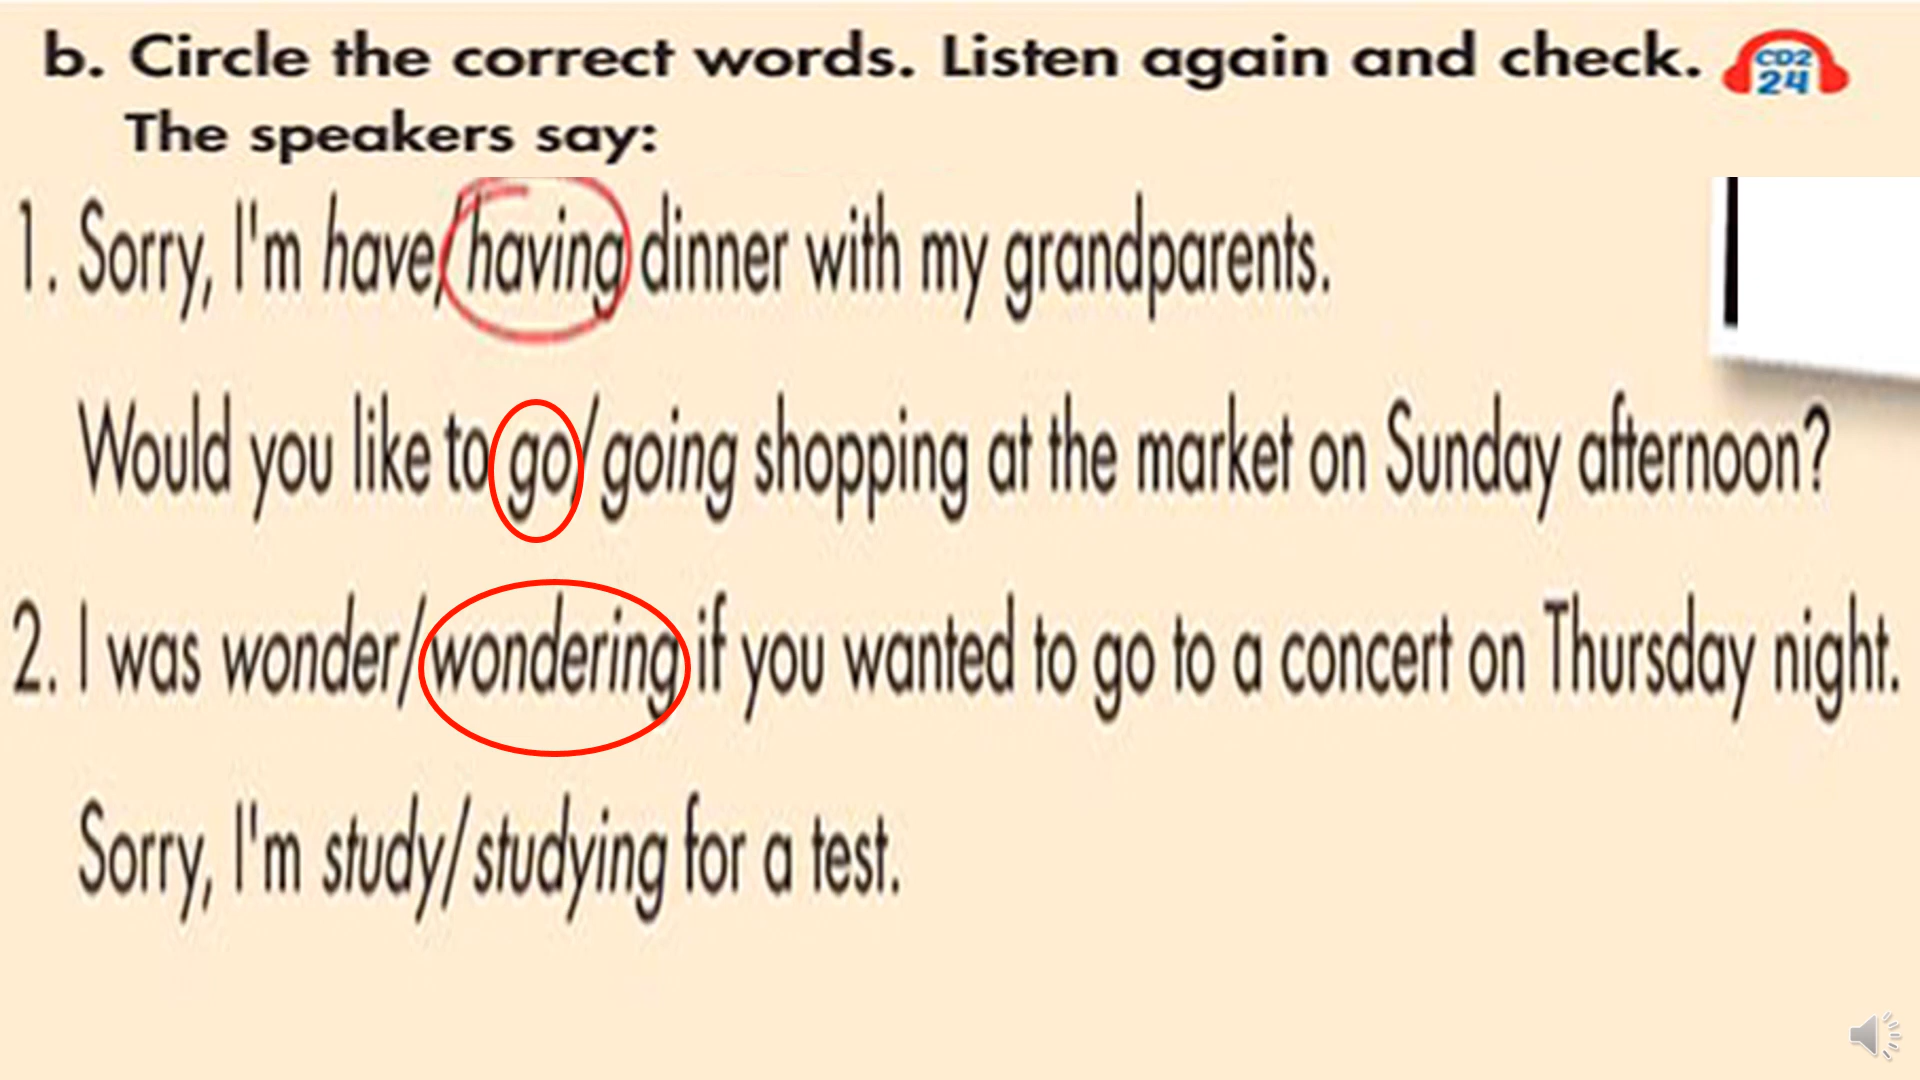 b. Circle the correct words. Listen again and check. CD2 24
The speakers say:
1. Sorry, I'm have/having dinner with my grandparents.
Would you like to go/going shopping at the market on Sunday afternoon?
2. I was wonder/wondering if you wanted to go to a concert on Thursday night.
Sorry, I'm study/studying for a test.